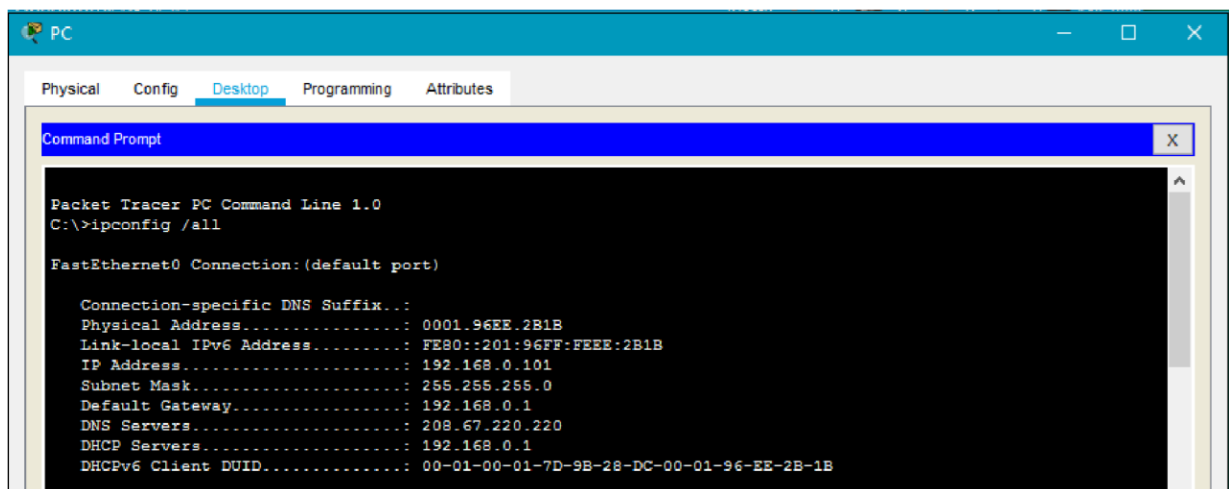 PC
Physical Config Desktop Programming Attributes
Command Prompt
X
Packet Tracer PC Command Line 1.0
C:\>ipconfig /all
FastEthernet0 Connection:(default port)
Connection-specific DNS Suffix..:
Physical Address................: 0001.96EE.2B1B
Link-local IPv6 Address.........: FE80::201:96FF:FEEE:2B1B
IP Address......................: 192.168.0.101
Subnet Mask.....................: 255.255.255.0
Default Gateway.................: 192.168.0.1
DNS Servers.....................: 208.67.220.220
DHCP Servers....................: 192.168.0.1
DHCPv6 Client DUID..............: 00-01-00-01-7D-9B-28-DC-00-01-96-EE-2B-1B